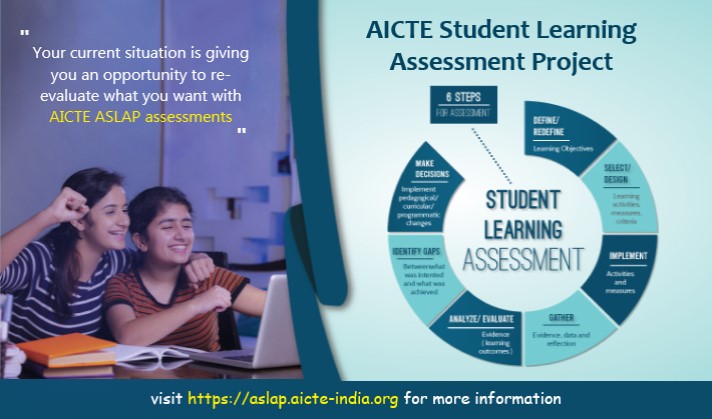 "
Your current situation is giving
you an opportunity to re-
evaluate what you want with
AICTE ASLAP assessments
"
AICTE Student Learning
Assessment Project
6 STEPS
FOR ASSESSMENT
DEFINE/
REDEFINE
Learning Objectives
SELECT/
DESIGN
Learning
activities,
measures,
criteria
IMPLEMENT
Activities
and
measures
GATHER
Evidence, data and
reflection
ANALYZE/ EVALUATE
Evidence
( learning
outcomes )
IDENTIFY GAPS
Between what
was intented
and what was
achieved
MAKE
DECISIONS
Implement
pedagogical/
curricular/
programmatic
changes
STUDENT
LEARNING
ASSESSMENT
visit https://aslap.aicte-india.org for more information